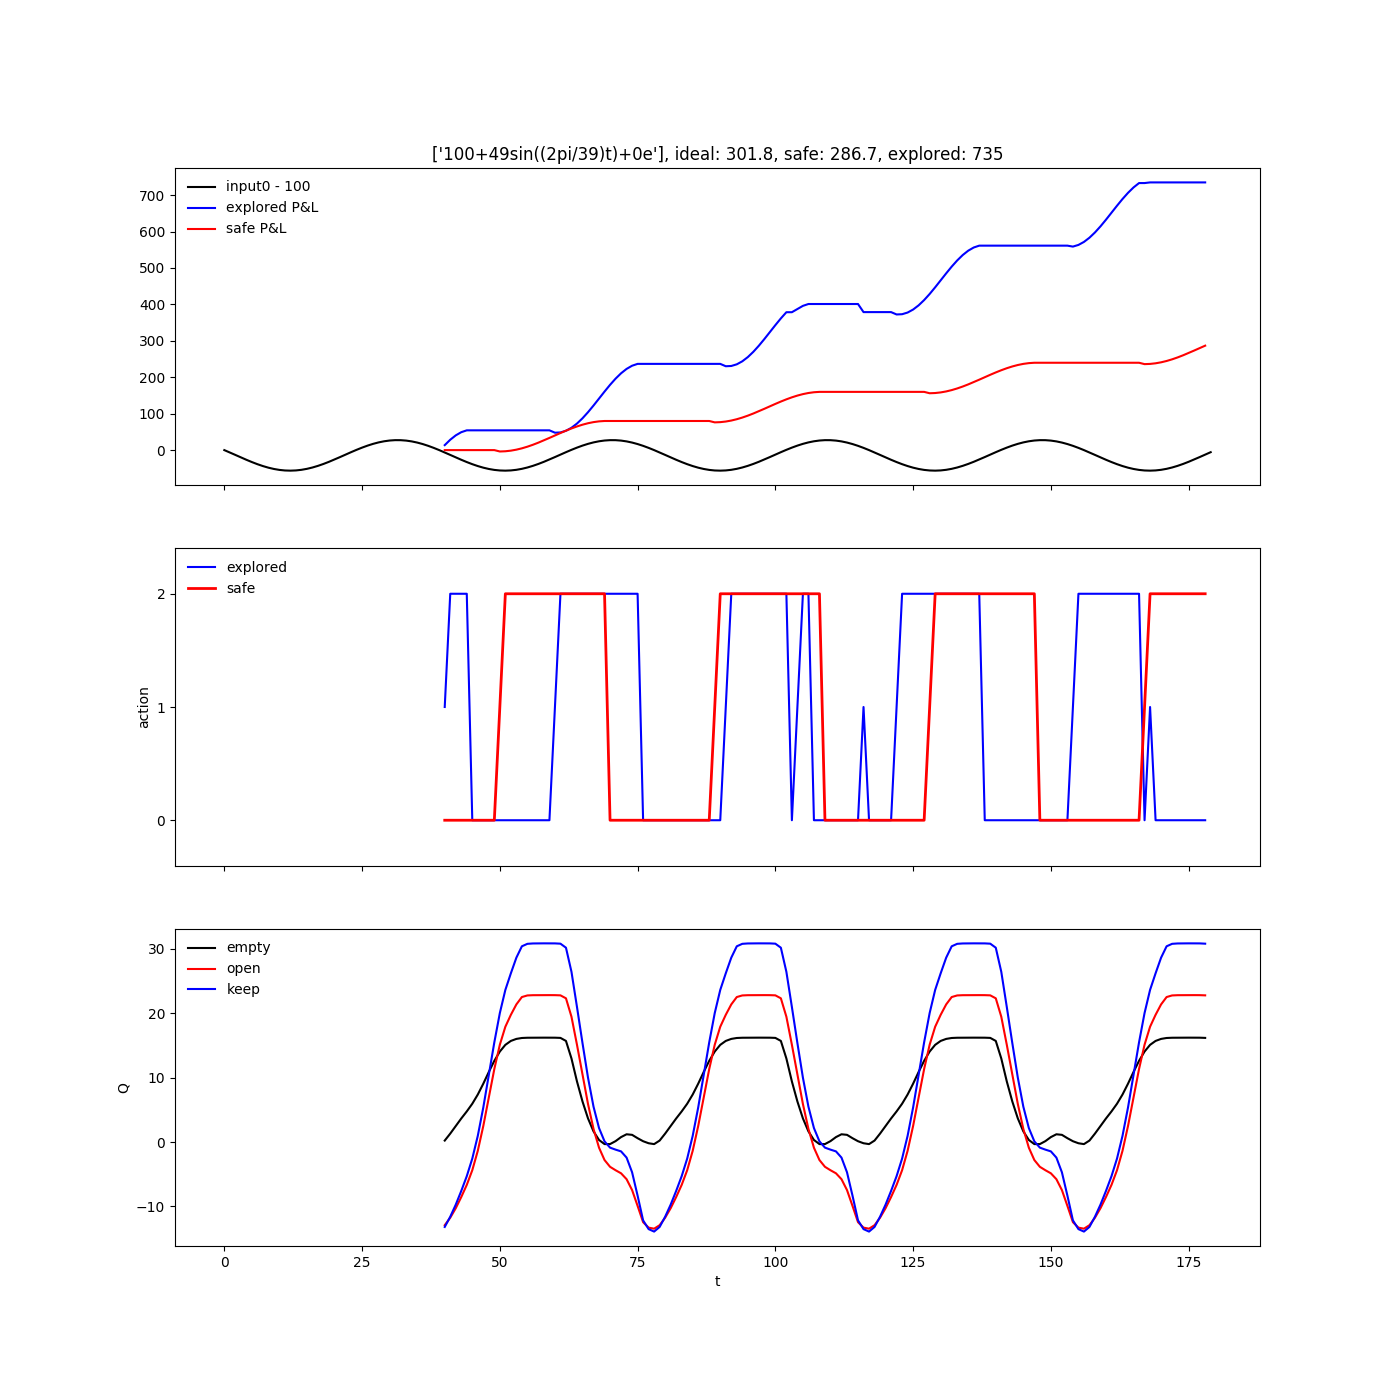 ['100+49sin((2pi/39)t)+0e'], ideal: 301.8, safe: 286.7, explored: 735
input0 - 100
explored P&L
safe P&L
700
600
500
400
300
200
100
0
explored
safe
2
1
0
action
empty
open
keep
30
20
10
0
−10
Q
0 25 50 75 100 125 150 175
t